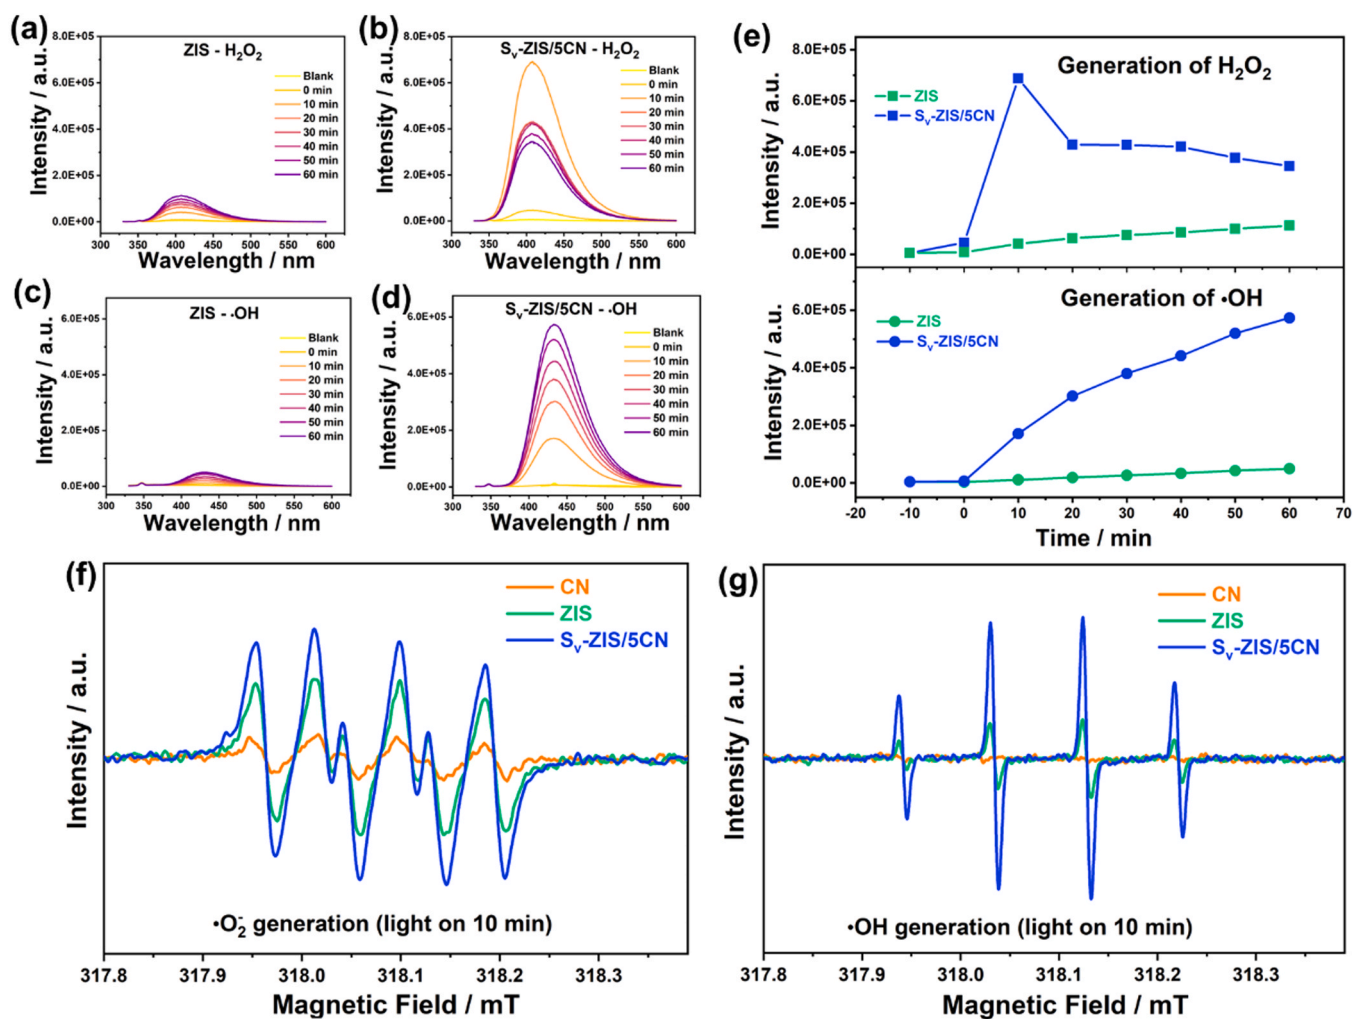 (a)
ZIS - H₂O₂
8.0E+05
6.0E+05
4.0E+05
2.0E+05
0.0E+00
Intensity / a.u.
Blank
0 min
10 min
20 min
30 min
40 min
50 min
60 min
300 350 400 450 500 550 600
Wavelength / nm
(b)
Sᵥ-ZIS/5CN - H₂O₂
8.0E+05
6.0E+05
4.0E+05
2.0E+05
0.0E+00
Intensity / a.u.
Blank
0 min
10 min
20 min
30 min
40 min
50 min
60 min
300 350 400 450 500 550 600
Wavelength / nm
(c)
ZIS - ·OH
6.0E+05
4.0E+05
2.0E+05
0.0E+00
Intensity / a.u.
Blank
0 min
10 min
20 min
30 min
40 min
50 min
60 min
300 350 400 450 500 550 600
Wavelength / nm
(d)
Sᵥ-ZIS/5CN - ·OH
6.0E+05
4.0E+05
2.0E+05
0.0E+00
Intensity / a.u.
Blank
0 min
10 min
20 min
30 min
40 min
50 min
60 min
300 350 400 450 500 550 600
Wavelength / nm
(e)
Generation of H₂O₂
ZIS
Sᵥ-ZIS/5CN
8.0E+05
6.0E+05
4.0E+05
2.0E+05
0.0E+00
Intensity / a.u.
Generation of ·OH
ZIS
Sᵥ-ZIS/5CN
6.0E+05
4.0E+05
2.0E+05
0.0E+00
-20 -10 0 10 20 30 40 50 60 70
Time / min
(f)
CN
ZIS
Sᵥ-ZIS/5CN
Intensity / a.u.
·O₂⁻ generation (light on 10 min)
317.8 317.9 318.0 318.1 318.2 318.3
Magnetic Field / mT
(g)
CN
ZIS
Sᵥ-ZIS/5CN
Intensity / a.u.
·OH generation (light on 10 min)
317.8 317.9 318.0 318.1 318.2 318.3
Magnetic Field / mT